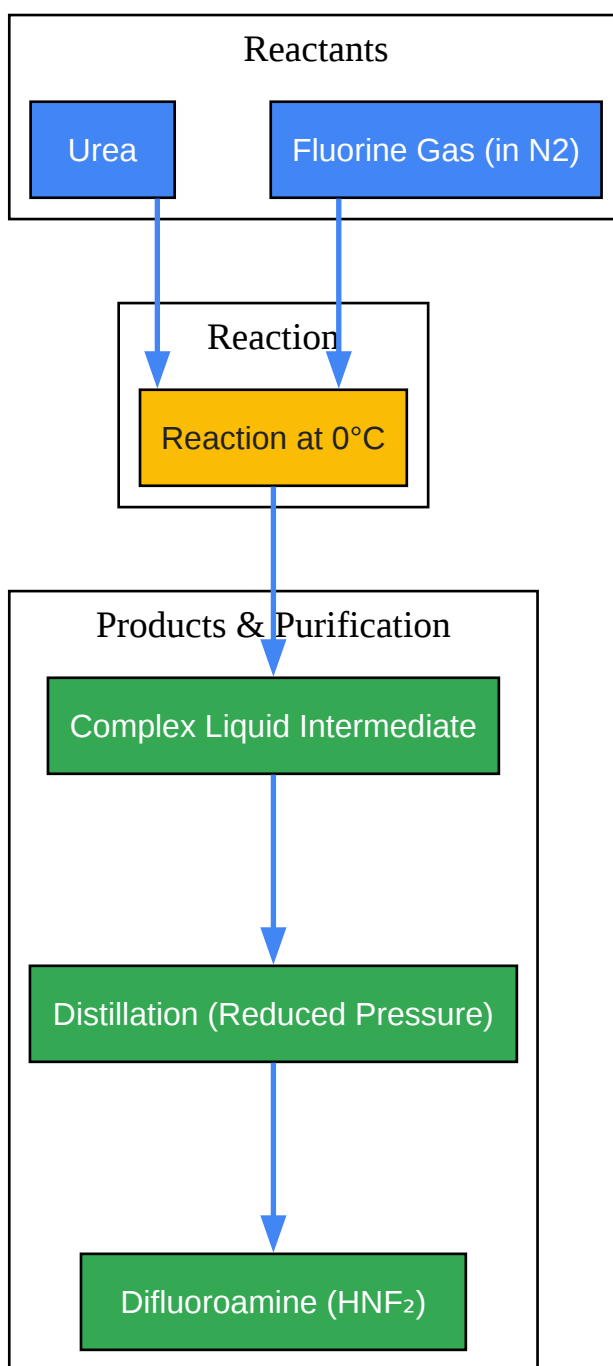 Reactants
Urea
Fluorine Gas (in N2)
Reaction
Reaction at 0°C
Products & Purification
Complex Liquid Intermediate
Distillation (Reduced Pressure)
Difluoroamine (HNF₂)